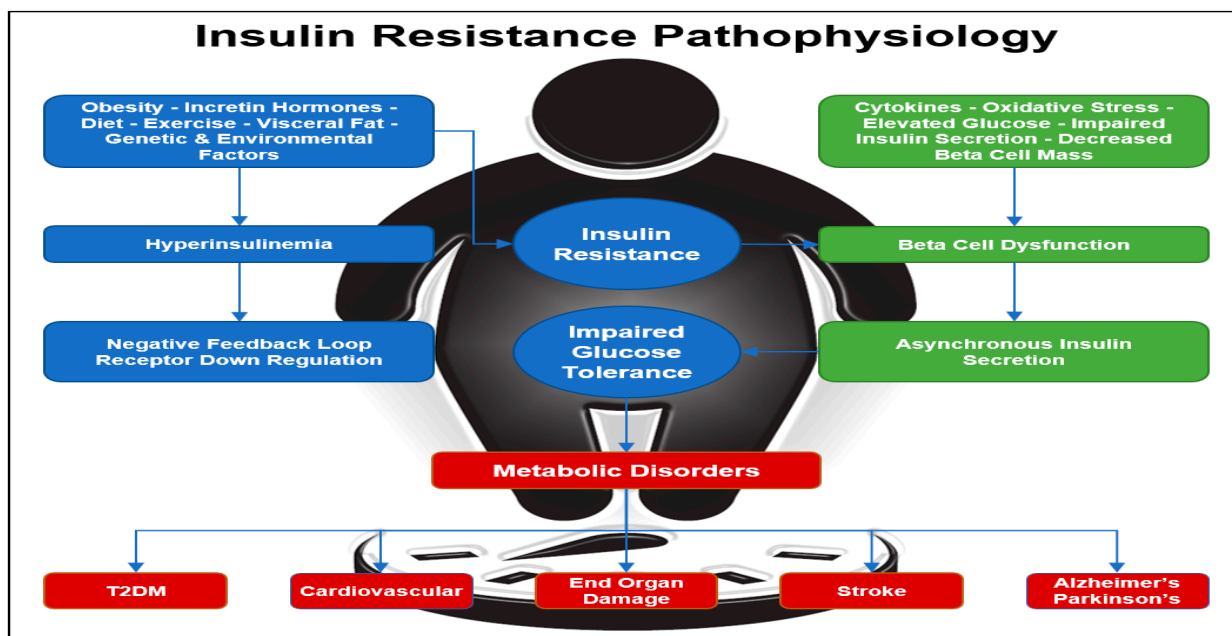 Insulin Resistance Pathophysiology
Obesity - Incretin Hormones -
Diet - Exercise - Visceral Fat -
Genetic & Environmental
Factors
Cytokines - Oxidative Stress -
Elevated Glucose - Impaired
Insulin Secretion - Decreased
Beta Cell Mass
Hyperinsulinemia
Insulin
Resistance
Beta Cell Dysfunction
Negative Feedback Loop
Receptor Down Regulation
Impaired
Glucose
Tolerance
Asynchronous Insulin
Secretion
Metabolic Disorders
T2DM
Cardiovascular
End Organ
Damage
Stroke
Alzheimer's
Parkinson's